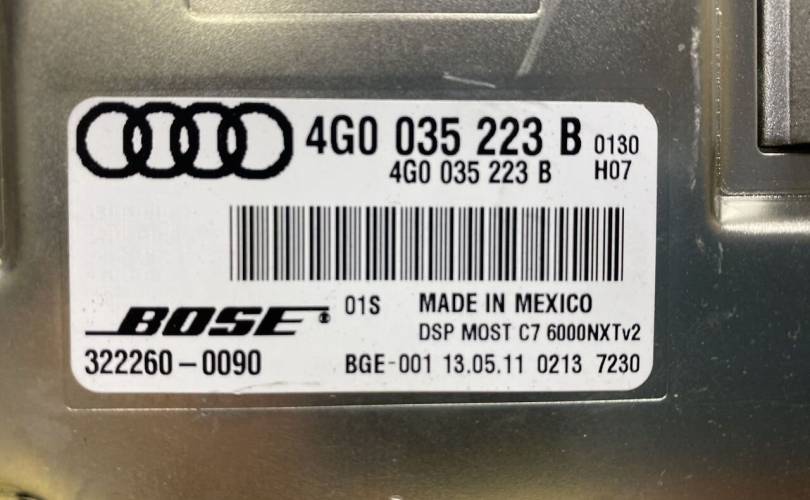 4G0 035 223 B 0130
4G0 035 223 B H07
BOSE® 01S MADE IN MEXICO
DSP MOST C7 6000NXTv2
322260-0090 BGE-001 13.05.11 0213 7230